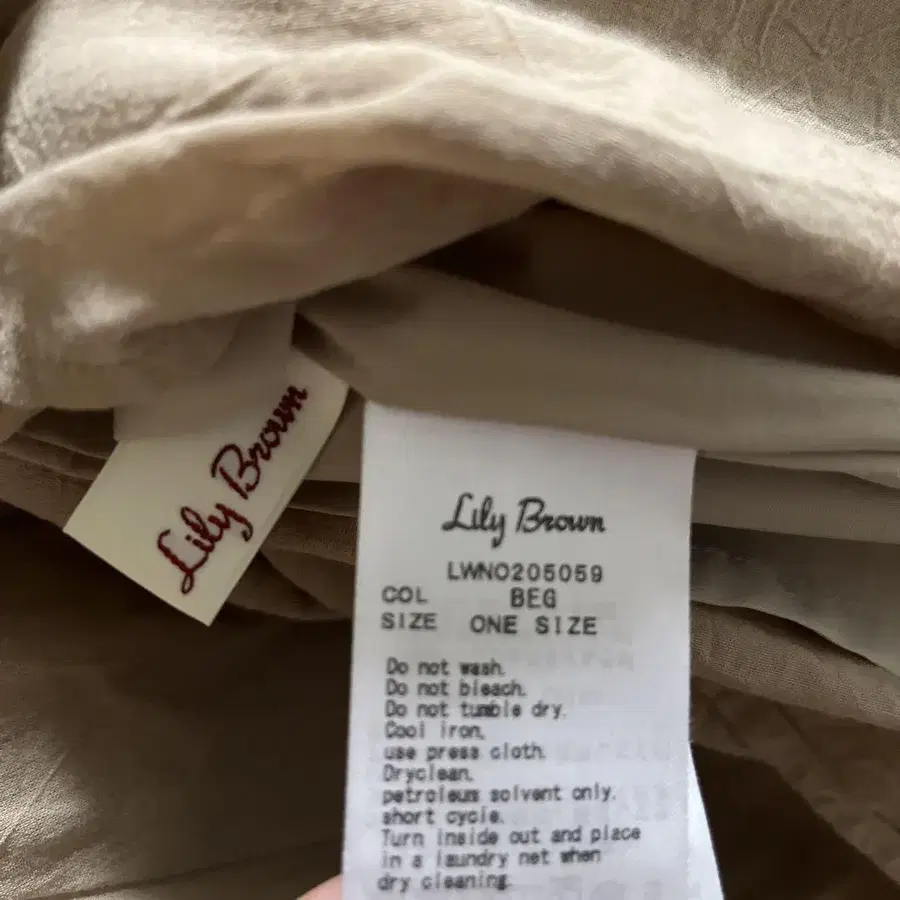 Lily Brown
Lily Brown
LWNO205059
COL BEG
SIZE ONE SIZE
Do not wash.
Do not bleach.
Do not tumble dry.
Cool iron,
use press cloth.
Dryclean,
petroleus solvent only.
short cycle.
Turn inside out and place
in a laundry net when
dry cleaning.